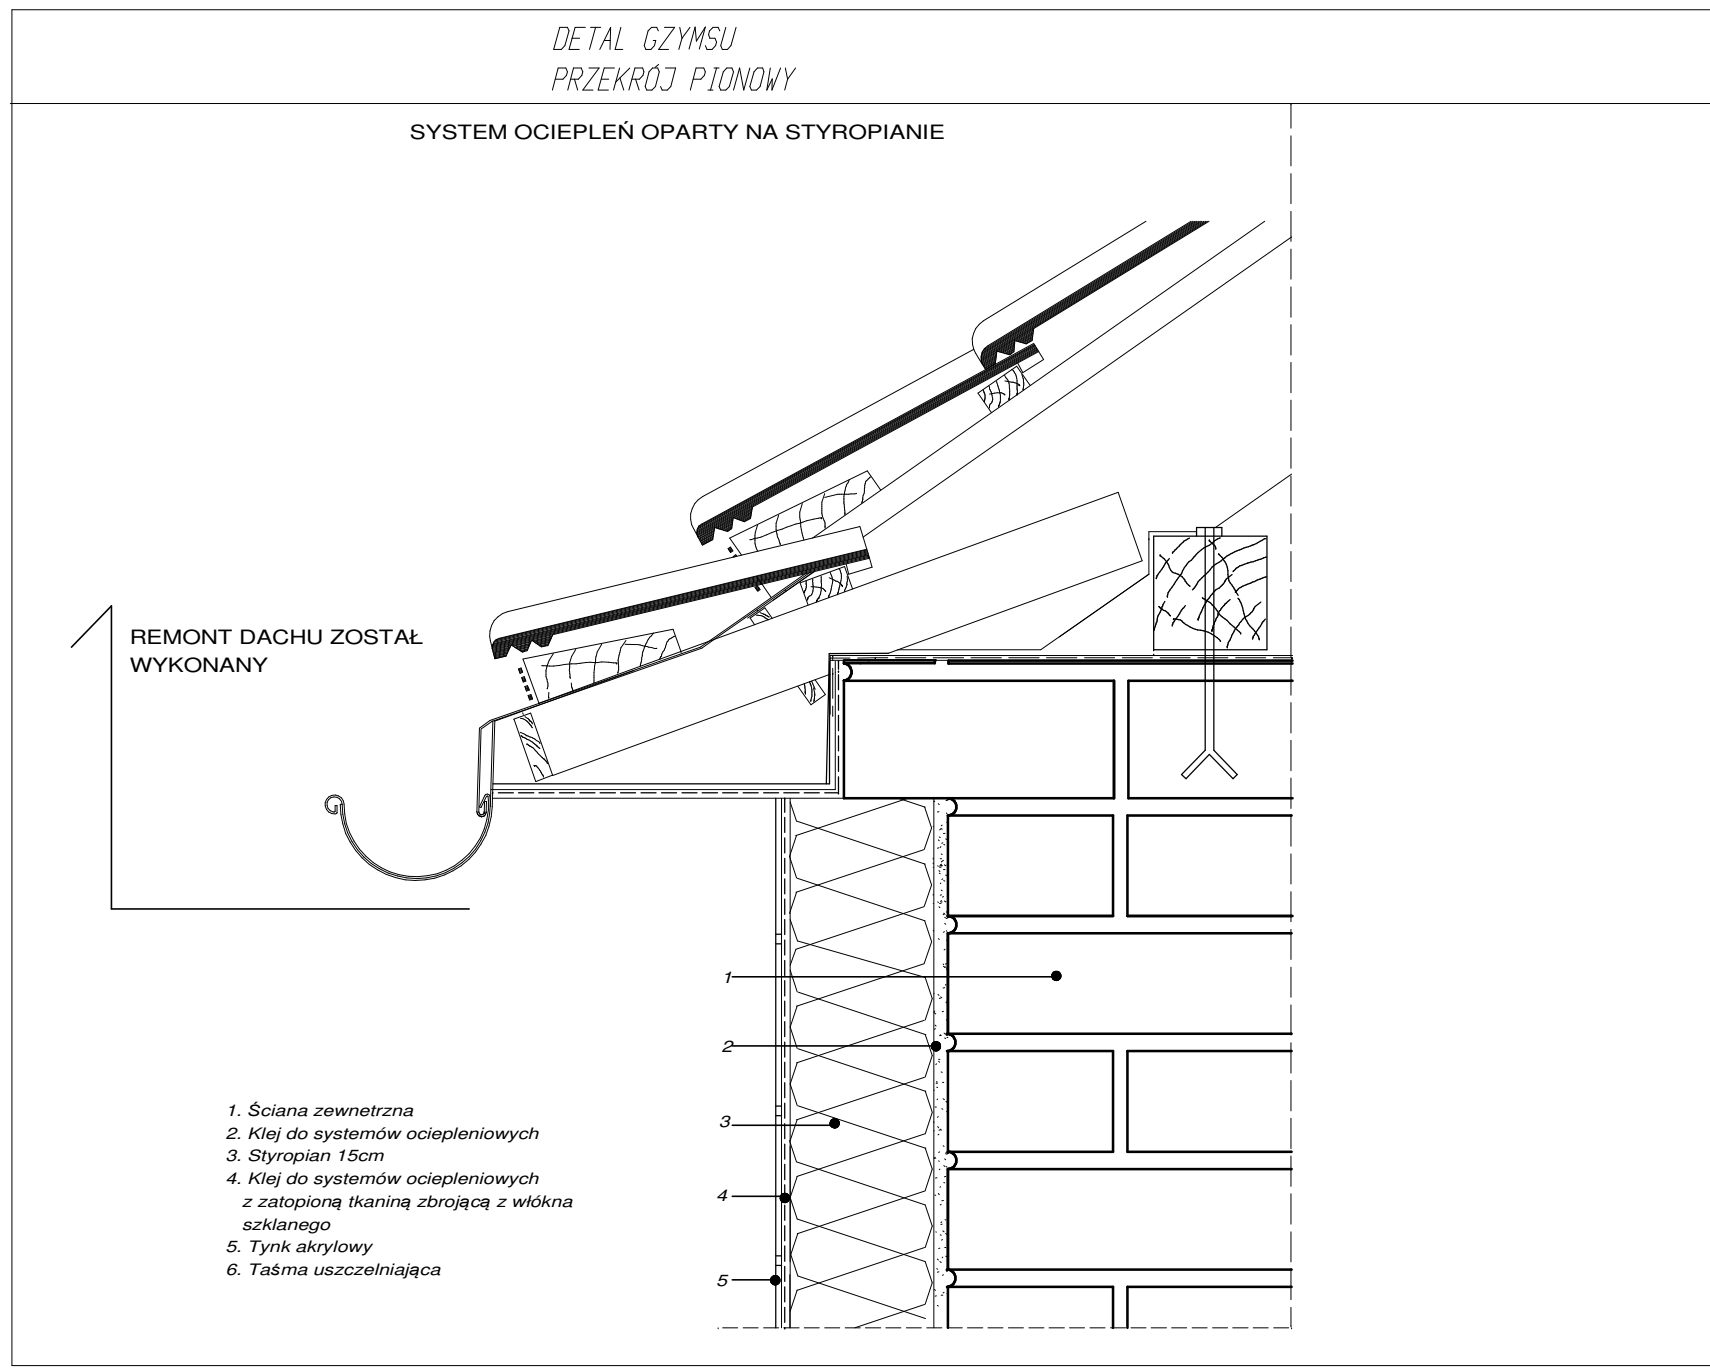 DETAL GZYMSU
PRZEKRÓJ PIONOWY
SYSTEM OCIEPLEŃ OPARTY NA STYROPIANIE
REMONT DACHU ZOSTAŁ
WYKONANY
1
2
3
4
5
1. Ściana zewnetrzna
2. Klej do systemów ociepleniowych
3. Styropian 15cm
4. Klej do systemów ociepleniowych
z zatopioną tkaniną zbrojącą z włókna
szklanego
5. Tynk akrylowy
6. Taśma uszczelniająca